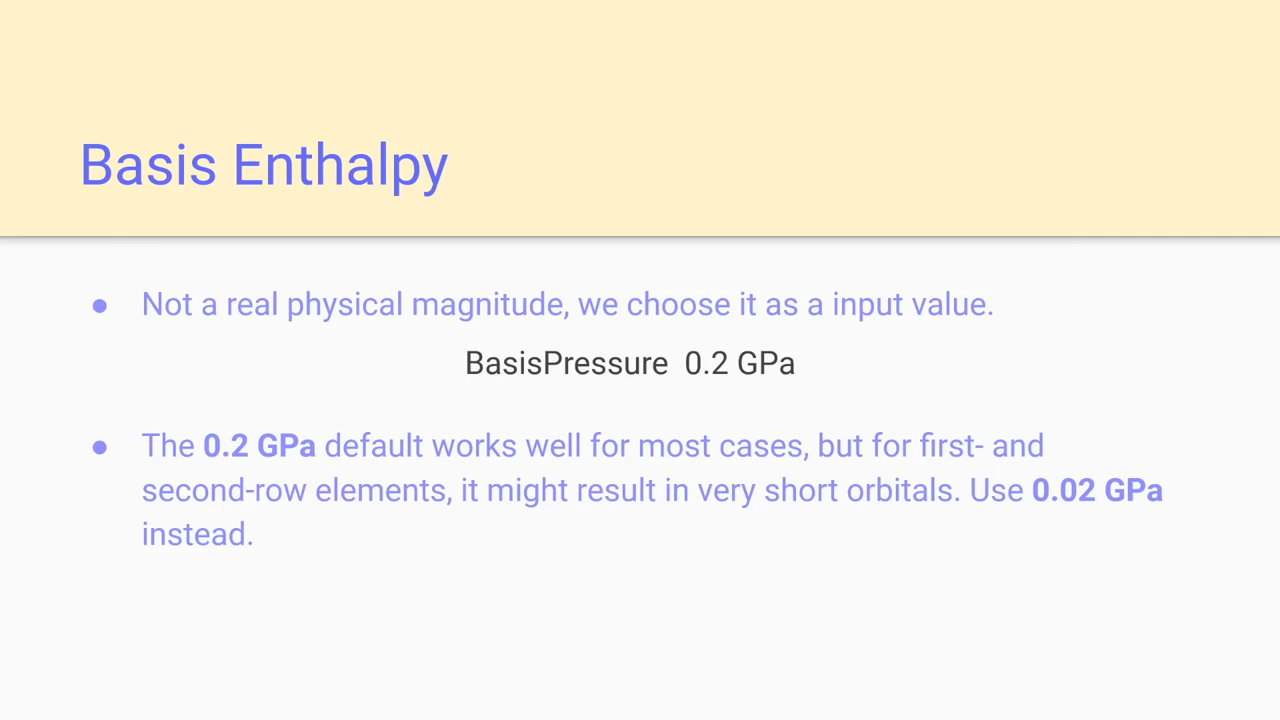 Basis Enthalpy
● Not a real physical magnitude, we choose it as a input value.
BasisPressure 0.2 GPa
● The 0.2 GPa default works well for most cases, but for first- and
second-row elements, it might result in very short orbitals. Use 0.02 GPa
instead.